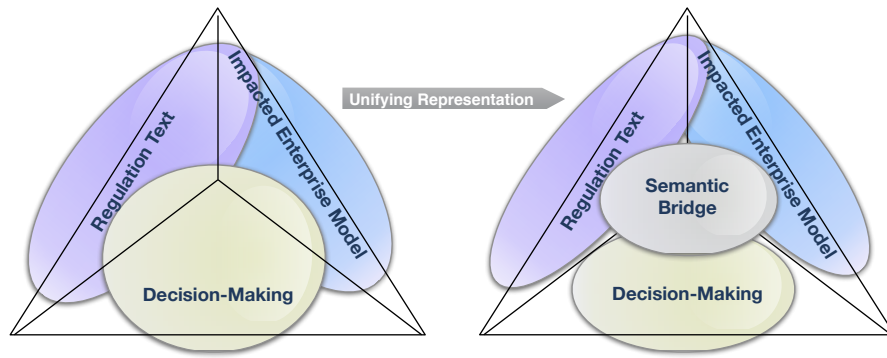 Regulation Text
Impacted Enterprise Model
Decision-Making
Unifying Representation
Regulation Text
Impacted Enterprise Model
Semantic
Bridge
Decision-Making